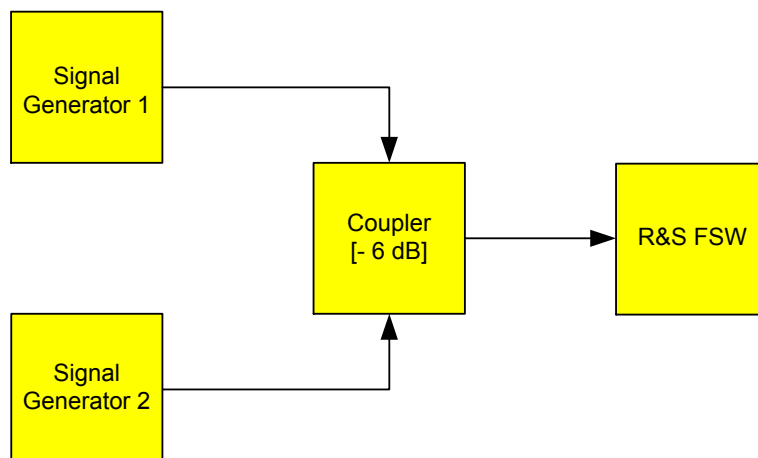 Signal
Generator 1
Coupler
[- 6 dB]
R&S FSW
Signal
Generator 2